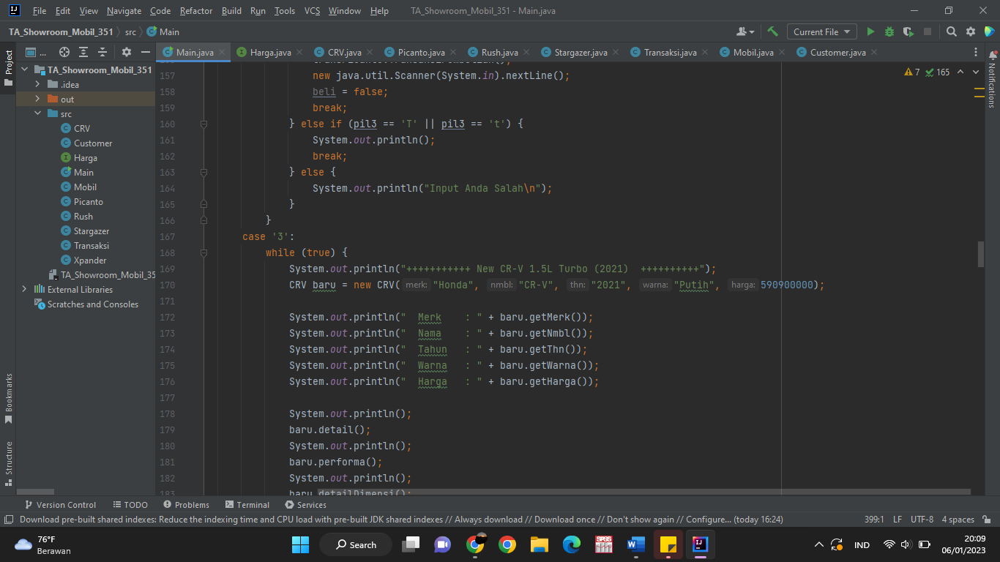 File Edit View Navigate Code Refactor Build Run Tools VCS Window Help TA_Showroom_Mobil_351 - Main.java
TA_Showroom_Mobil_351 src Main Current File
Project ... Main.java Harga.java CRV.java Picanto.java Rush.java Stargazer.java Transaksi.java Mobil.java Customer.java
TA_Showroom_Mobil_351
.idea
out
src
CRV
Customer
Harga
Main
Mobil
Picanto
Rush
Stargazer
Transaksi
Xpander
TA_Showroom_Mobil_35
External Libraries
Scratches and Consoles
7 165
157 new java.util.Scanner(System.in).nextLine();
158 beli = false;
159 break;
160 } else if (pil3 == 'T' || pil3 == 't') {
161 System.out.println();
162 break;
163 } else {
164 System.out.println("Input Anda Salah\n");
165 }
166 }
167 case '3':
168 while (true) {
169 System.out.println("+++++++++++ New CR-V 1.5L Turbo (2021)  ++++++++++");
170 CRV baru = new CRV( merk: "Honda", nmbl: "CR-V", thn: "2021", warna: "Putih", harga: 590900000);
171
172 System.out.println("  Merk    : " + baru.getMerk());
173 System.out.println("  Nama    : " + baru.getNmbl());
174 System.out.println("  Tahun   : " + baru.getThn());
175 System.out.println("  Warna   : " + baru.getWarna());
176 System.out.println("  Harga   : " + baru.getHarga());
177
178 System.out.println();
179 baru.detail();
180 System.out.println();
181 baru.performa();
182 System.out.println();
183 baru.detailDimensi();
Bookmarks
Structure
Notifications
Version Control TODO Problems Terminal Services
Download pre-built shared indexes: Reduce the indexing time and CPU load with pre-built JDK shared indexes // Always download // Download once // Don't show again // Configure... (today 16:24) 399:1 LF UTF-8 4 spaces
76°F
Berawan
Search
SPSS
IND
20:09
06/01/2023